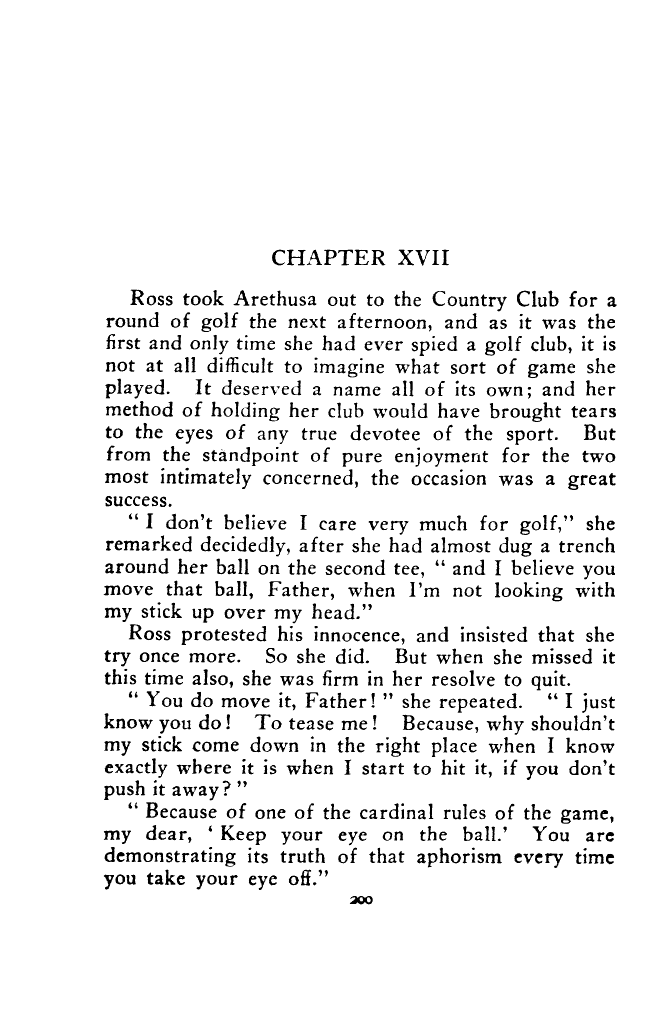 CHAPTER XVII
Ross took Arethusa out to the Country Club for a
round of golf the next afternoon, and as it was the
first and only time she had ever spied a golf club, it is
not at all difficult to imagine what sort of game she
played. It deserved a name all of its own; and her
method of holding her club would have brought tears
to the eyes of any true devotee of the sport. But
from the standpoint of pure enjoyment for the two
most intimately concerned, the occasion was a great
success.
" I don't believe I care very much for golf," she
remarked decidedly, after she had almost dug a trench
around her ball on the second tee, " and I believe you
move that ball, Father, when I'm not looking with
my stick up over my head."
Ross protested his innocence, and insisted that she
try once more. So she did. But when she missed it
this time also, she was firm in her resolve to quit.
" You do move it, Father! " she repeated. " I just
know you do! To tease me! Because, why shouldn't
my stick come down in the right place when I know
exactly where it is when I start to hit it, if you don't
push it away? "
" Because of one of the cardinal rules of the game,
my dear, ' Keep your eye on the ball.' You are
demonstrating its truth of that aphorism every time
you take your eye off."
200